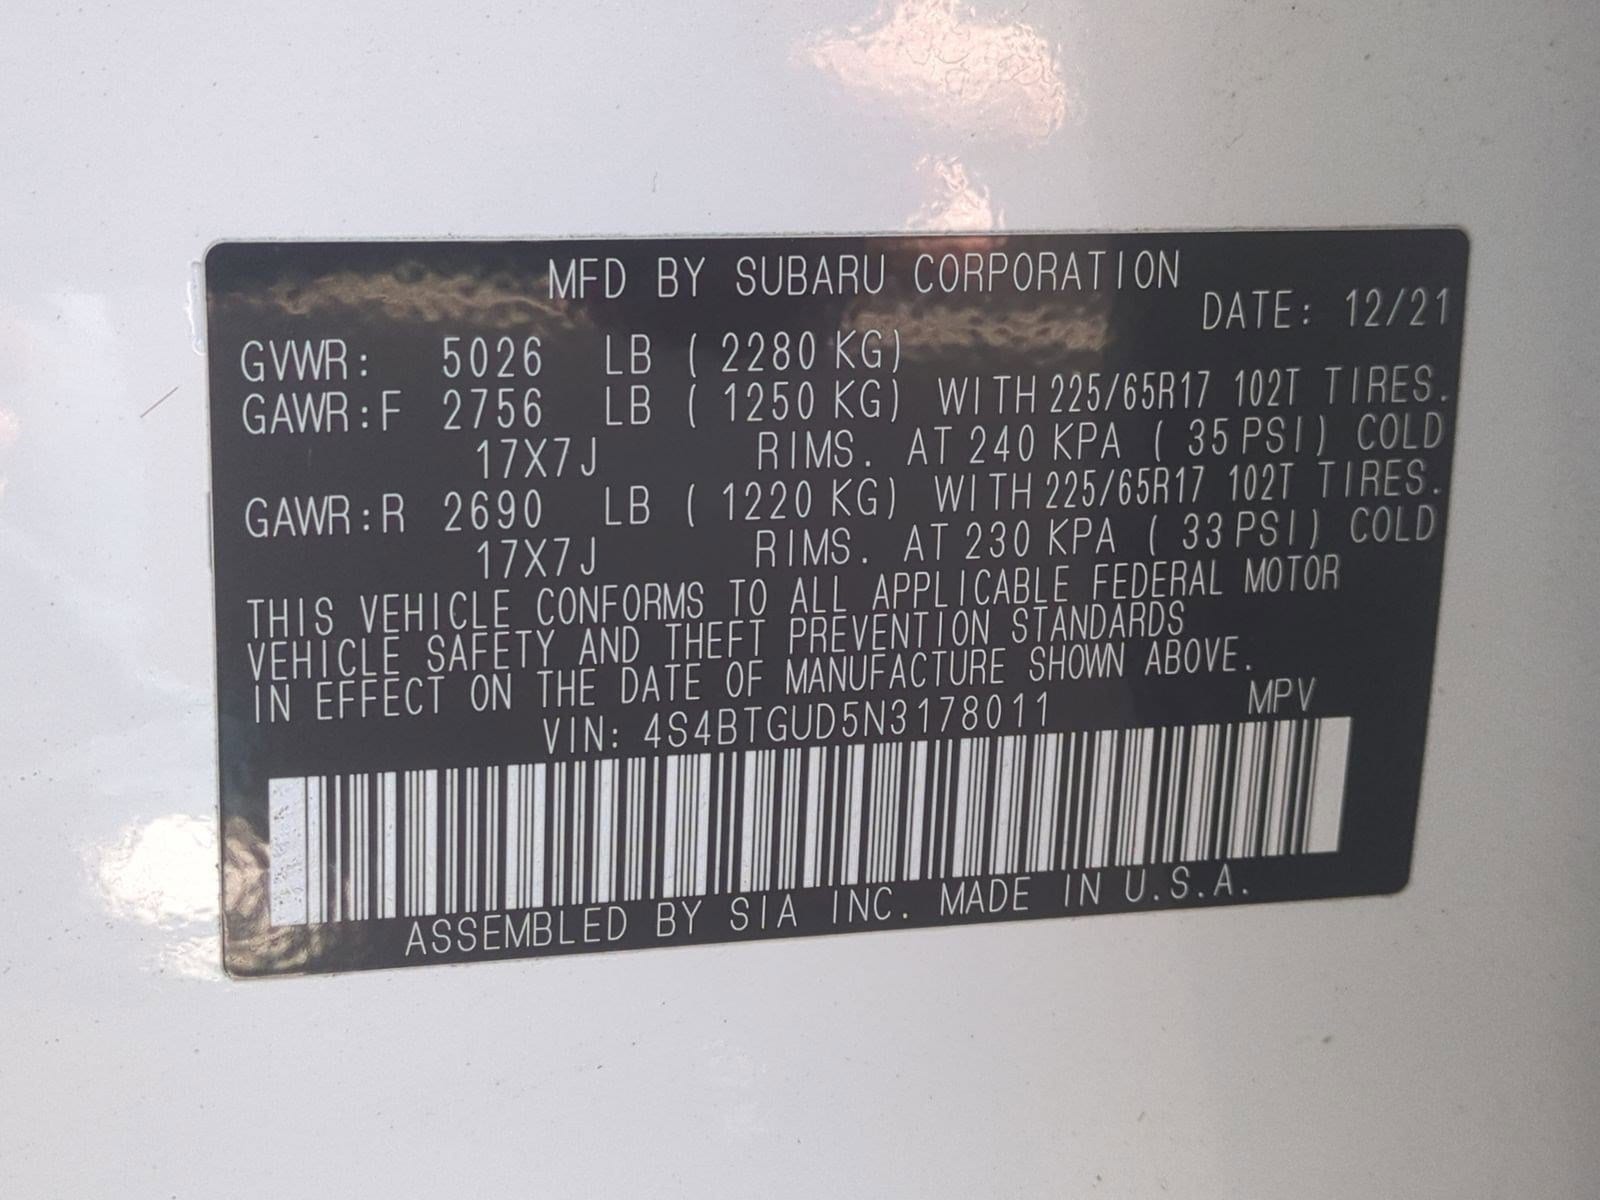 MFD BY SUBARU CORPORATION
DATE: 12/21
GVWR: 5026 LB ( 2280 KG)
GAWR:F 2756 LB ( 1250 KG) WITH 225/65R17 102T TIRES.
17X7J RIMS. AT 240 KPA ( 35 PSI) COLD
GAWR:R 2690 LB ( 1220 KG) WITH 225/65R17 102T TIRES.
17X7J RIMS. AT 230 KPA ( 33 PSI) COLD
THIS VEHICLE CONFORMS TO ALL APPLICABLE FEDERAL MOTOR
VEHICLE SAFETY AND THEFT PREVENTION STANDARDS
IN EFFECT ON THE DATE OF MANUFACTURE SHOWN ABOVE.
VIN: 4S4BTGUD5N3178011 MPV
ASSEMBLED BY SIA INC. MADE IN U.S.A.